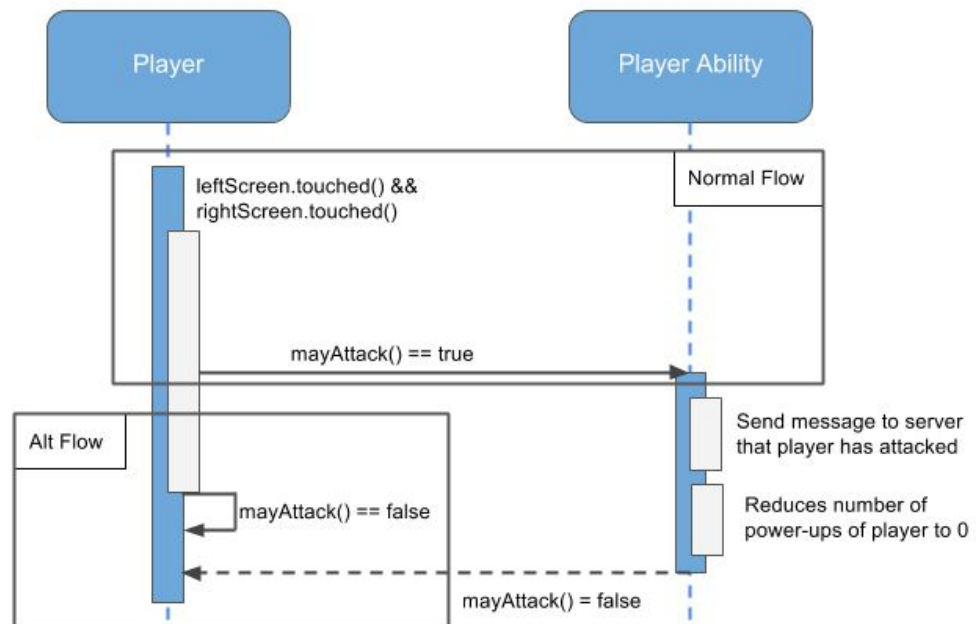 Player
Player Ability
Normal Flow
leftScreen.touched() &&
rightScreen.touched()
mayAttack() == true
Alt Flow
Send message to server
that player has attacked
mayAttack() == false
Reduces number of
power-ups of player to 0
mayAttack() = false